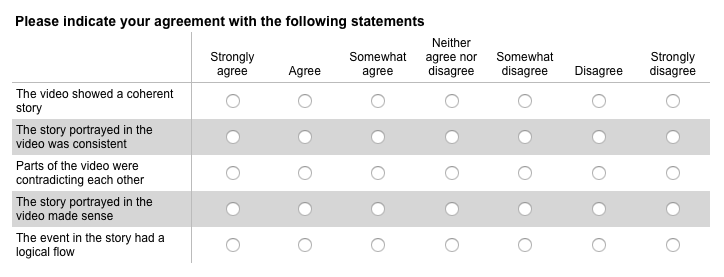 Please indicate your agreement with the following statements
Strongly
agree
Agree
Somewhat
agree
Neither
agree nor
disagree
Somewhat
disagree
Disagree
Strongly
disagree
The video showed a coherent
story
The story portrayed in the
video was consistent
Parts of the video were
contradicting each other
The story portrayed in the
video made sense
The event in the story had a
logical flow